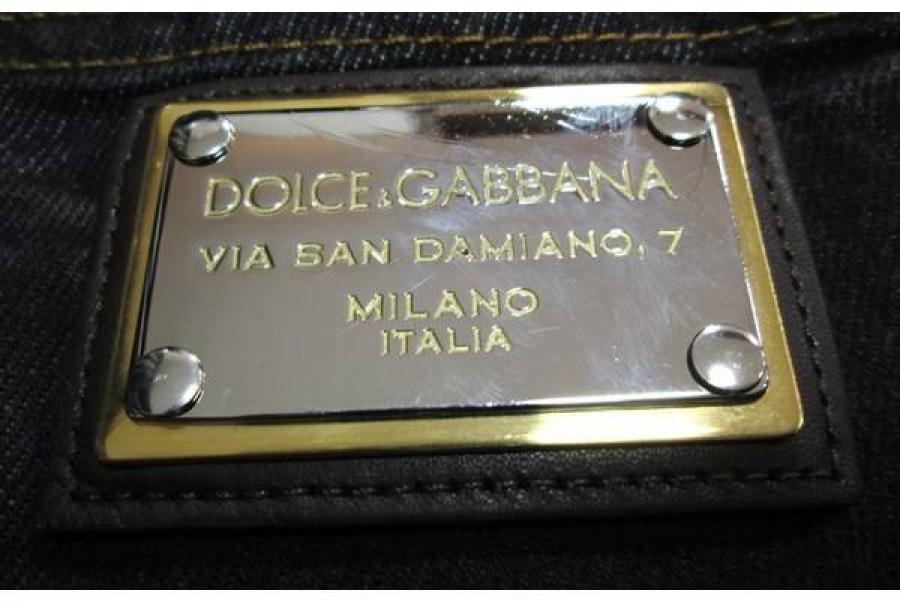 DOLCE&GABBANA
VIA SAN DAMIANO, 7
MILANO
ITALIA